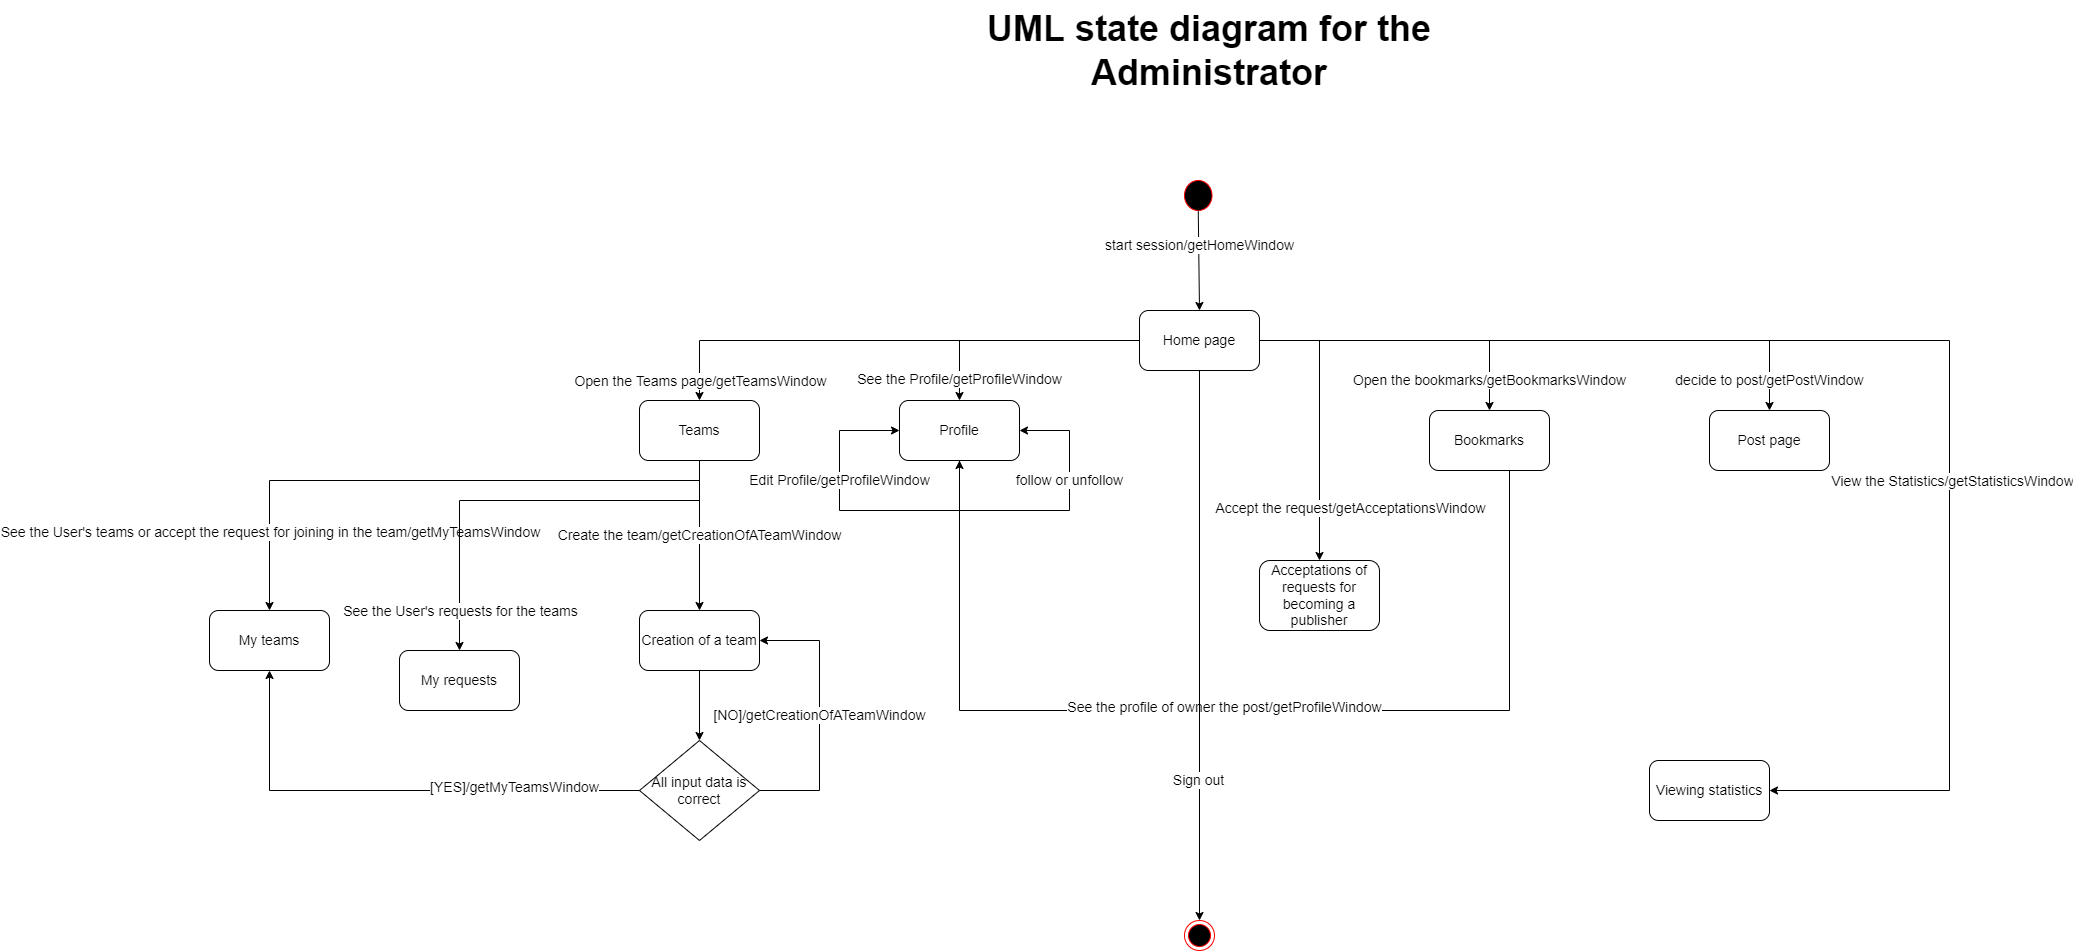 UML state diagram for the
Administrator
start session/getHomeWindow
Home page
Open the Teams page/getTeamsWindow
See the Profile/getProfileWindow
Open the bookmarks/getBookmarksWindow
decide to post/getPostWindow
Teams
Profile
Bookmarks
Post page
Edit Profile/getProfileWindow
follow or unfollow
View the Statistics/getStatisticsWindow
Accept the request/getAcceptationsWindow
See the User's teams or accept the request for joining in the team/getMyTeamsWindow
Create the team/getCreationOfATeamWindow
Acceptations of
requests for
becoming a
publisher
See the User's requests for the teams
My teams
Creation of a team
My requests
See the profile of owner the post/getProfileWindow
[NO]/getCreationOfATeamWindow
All input data is
correct
[YES]/getMyTeamsWindow
Sign out
Viewing statistics